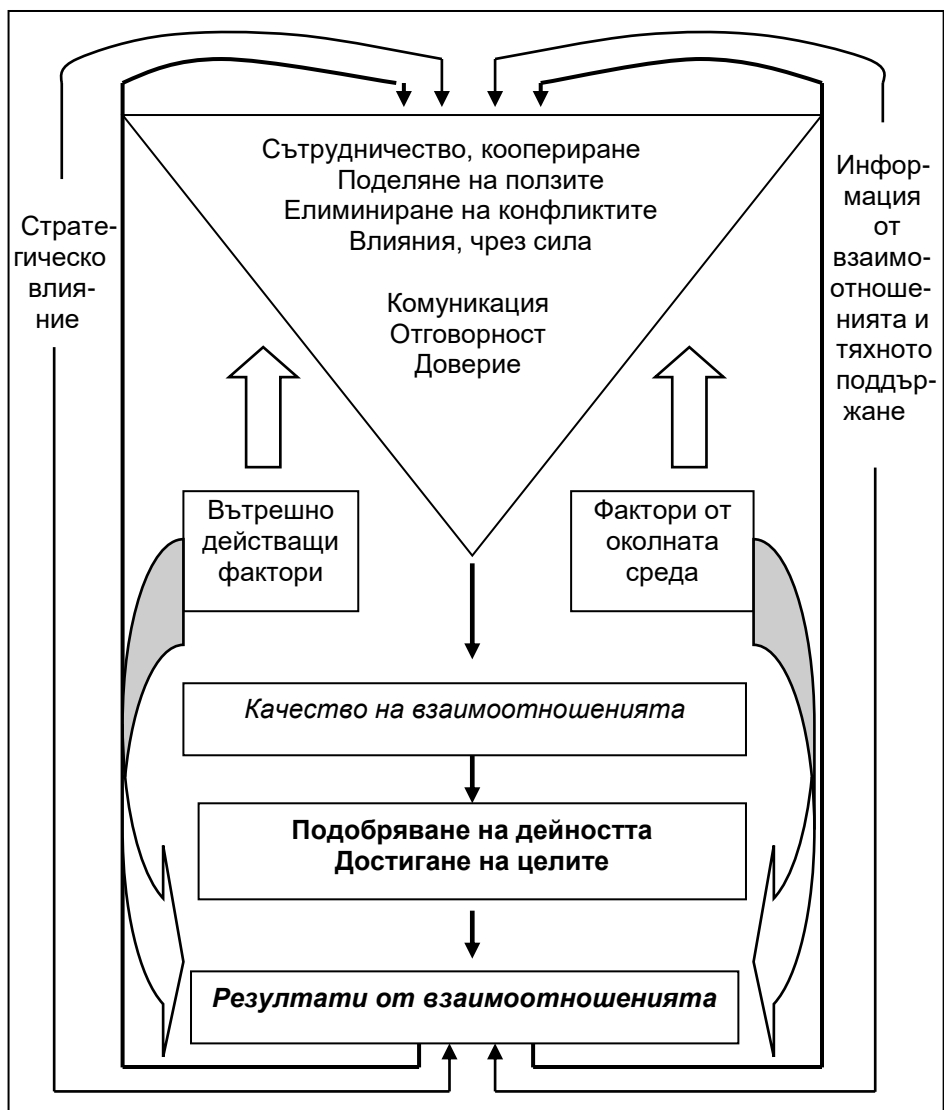 Сътрудничество, коопериране
Поделяне на ползите
Елиминиране на конфликтите
Влияния, чрез сила
Комуникация
Отговорност
Доверие
Страте-
гическо
влия-
ние
Инфор-
мация
от
взаимо-
отноше-
нията и
тяхното
поддър-
жане
Вътрешно
действащи
фактори
Фактори от
околната
среда
Качество на взаимоотношенията
Подобряване на дейността
Достигане на целите
Резултати от взаимоотношенията